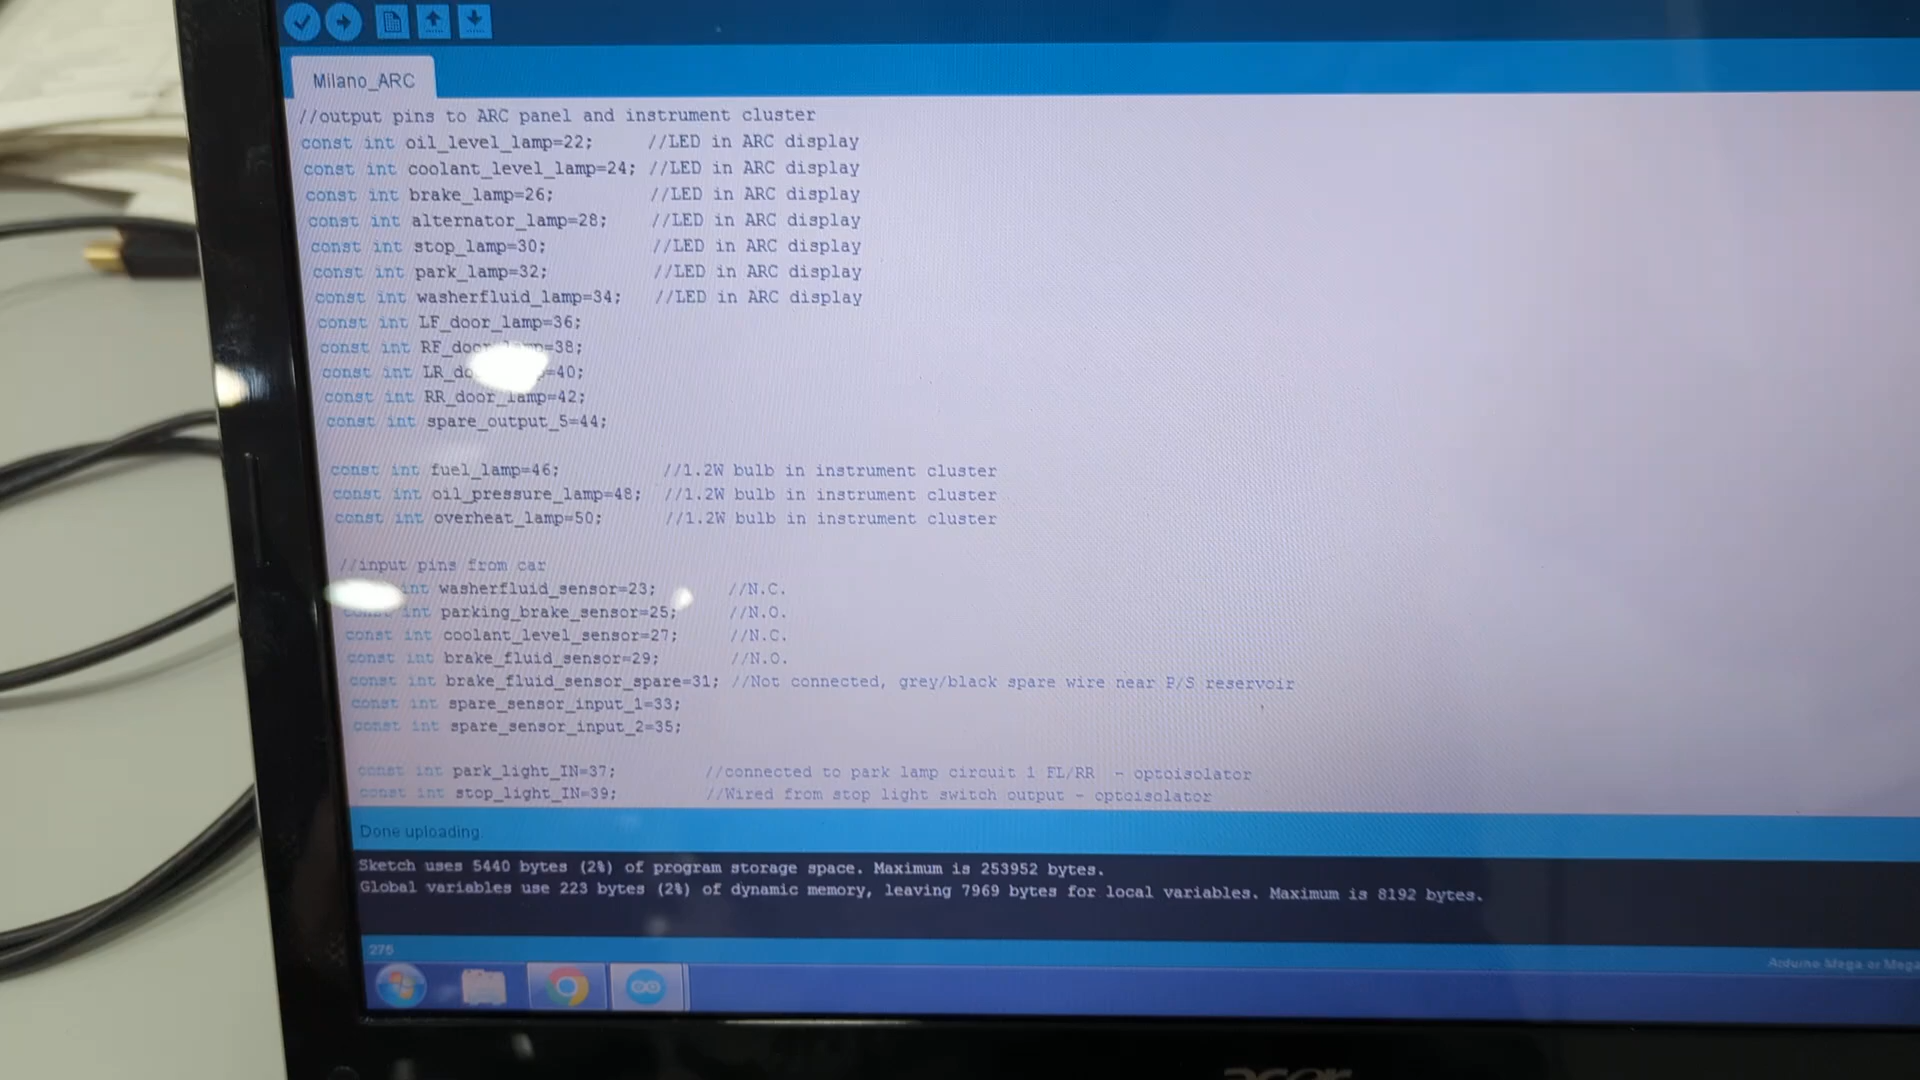 Milano_ARC
//output pins to ARC panel and instrument cluster
const int oil_level_lamp=22; //LED in ARC display
const int coolant_level_lamp=24; //LED in ARC display
const int brake_lamp=26; //LED in ARC display
const int alternator_lamp=28; //LED in ARC display
const int stop_lamp=30; //LED in ARC display
const int park_lamp=32; //LED in ARC display
const int washerfluid_lamp=34; //LED in ARC display
const int LF_door_lamp=36;
const int =38;
const int =40;
const int RR_door_lamp=42;
const int spare_output_5=44;
const int fuel_lamp=46; //1.2W bulb in instrument cluster
const int oil_pressure_lamp=48; //1.2W bulb in instrument cluster
const int overheat_lamp=50; //1.2W bulb in instrument cluster
//input pins from car
int washerfluid_sensor=23; //N.C.
const int parking_brake_sensor=25; //N.O.
const int coolant_level_sensor=27; //N.C.
const int brake_fluid_sensor=29; //N.O.
const int brake_fluid_sensor_spare=31; //Not connected, grey/black spare wire near P/S reservoir
const int spare_sensor_input_1=33;
const int spare_sensor_input_2=35;
const int park_light_IN=37; //connected to park lamp circuit 1 FL/RR - optoisolator
const int stop_light_IN=39; //Wired from stop light switch output - optoisolator
Done uploading.
Sketch uses 5440 bytes (2%) of program storage space. Maximum is 253952 bytes.
Global variables use 223 bytes (2%) of dynamic memory, leaving 7969 bytes for local variables. Maximum is 8192 bytes.
276
Arduino Mega or Mega
acer